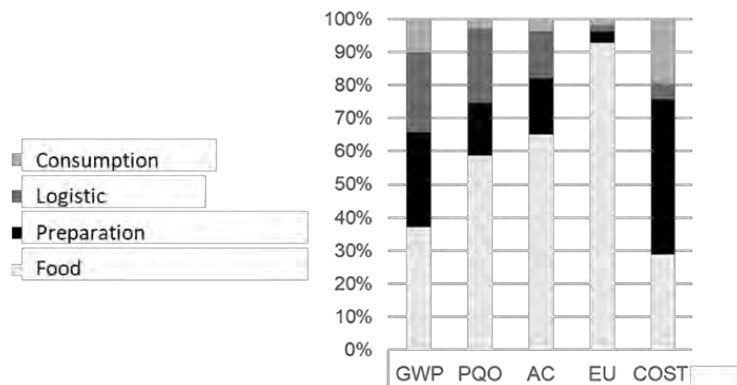 100%
90%
80%
70%
60%
50%
40%
30%
20%
10%
0%
Consumption
Logistic
Preparation
Food
GWP PQO AC EU COST